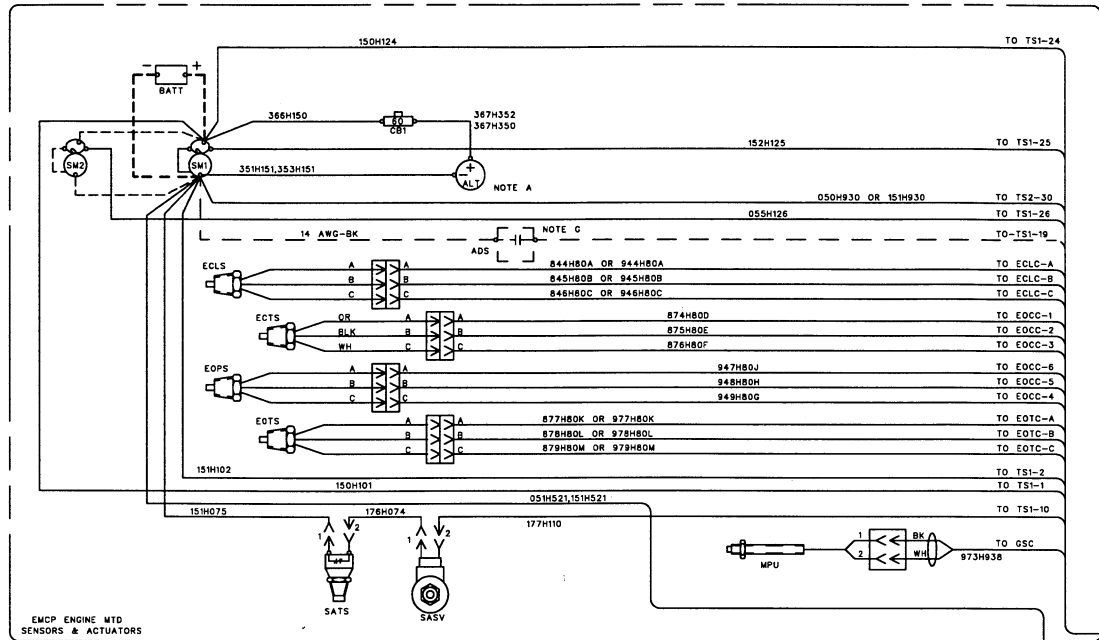 150H124 TO TS1-24
- +
BATT
366H150 60 367H352
CB1 367H350
152H125 TO TS1-25
SM2 SM1
351H151,353H151 - + ALT NOTE A
050H930 OR 151H930 TO TS2-30
055H126 TO TS1-26
14 AWG-BK NOTE G TO-TS1-19
ADS
ECLS A A 844H80A OR 944H80A TO ECLC-A
B B 845H80B OR 945H80B TO ECLC-B
C C 846H80C OR 946H80C TO ECLC-C
ECTS OR A A 874H80D TO EOCC-1
BLK B B 875H80E TO EOCC-2
WH C C 876H80F TO EOCC-3
EOPS A A 947H80J TO EOCC-6
B B 948H80H TO EOCC-5
C C 949H80G TO EOCC-4
EOTS A A 877H80K OR 977H80K TO EOTC-A
B B 878H80L OR 978H80L TO EOTC-B
C C 879H80M OR 979H80M TO EOTC-C
151H102 TO TS1-2
150H101 TO TS1-1
051H521,151H521
151H075 176H074 177H110 TO TS1-10
1 2 1 2
SATS SASV
MPU 1 BK TO GSC
2 WH 973H938
EMCP ENGINE MTD
SENSORS & ACTUATORS